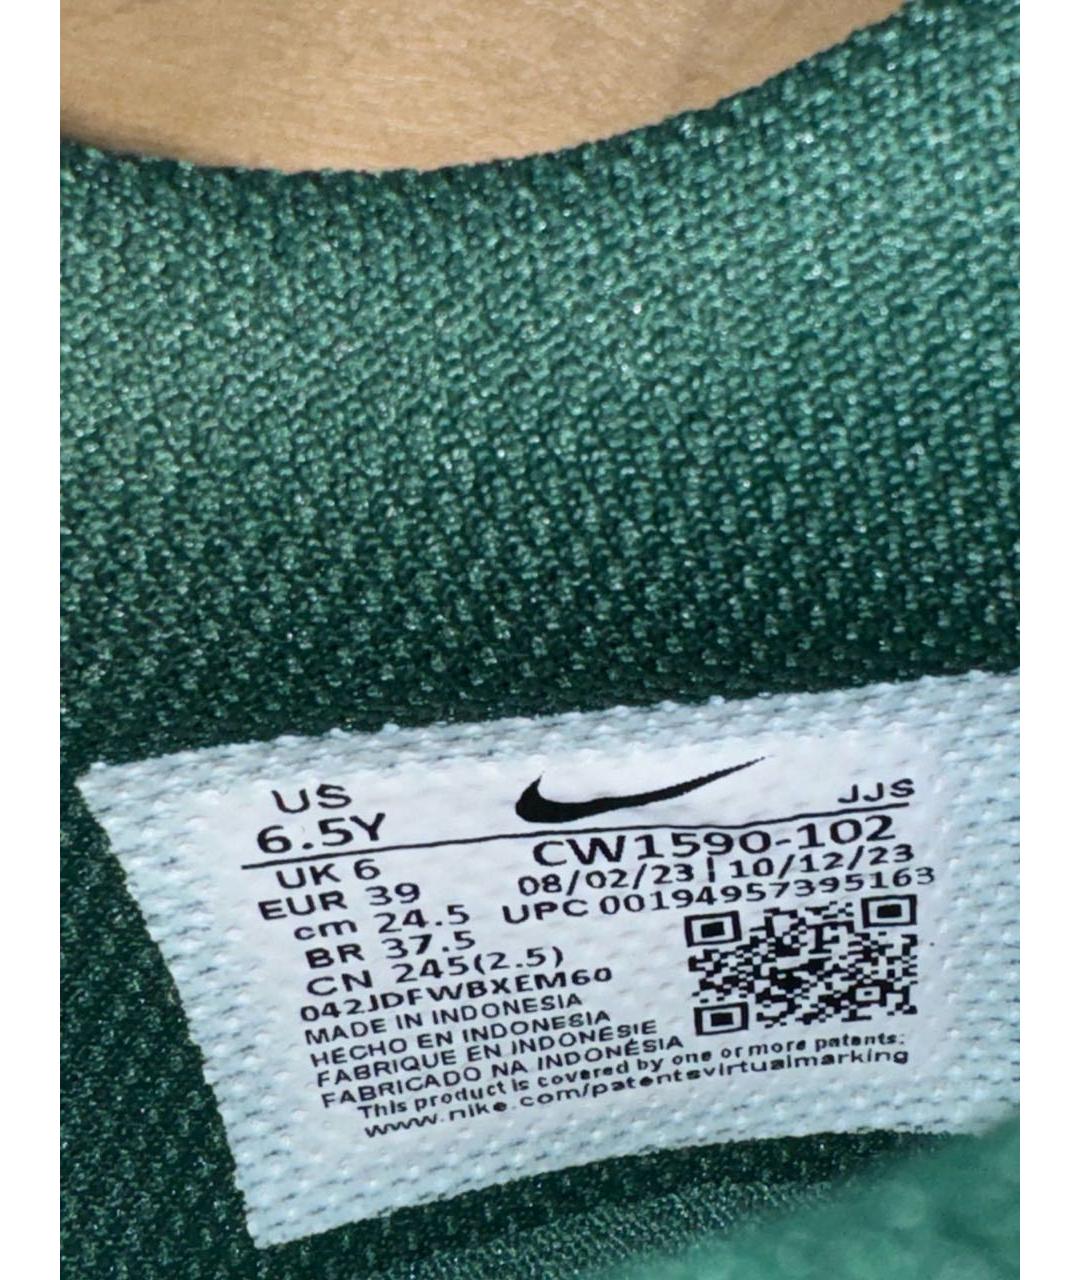 US
6.5Y
JJS
UK 6
CW1590-102
EUR 39
08/02/23 | 10/12/23
cm 24.5
UPC 00194957395163
BR 37.5
CN 245(2.5)
042JDFWBXEM60
MADE IN INDONESIA
HECHO EN INDONESIA
FABRIQUE EN INDONESIE
FABRICADO NA INDONÉSIA
This product is covered by one or more patents:
www.nike.com/patentsvirtualmarking